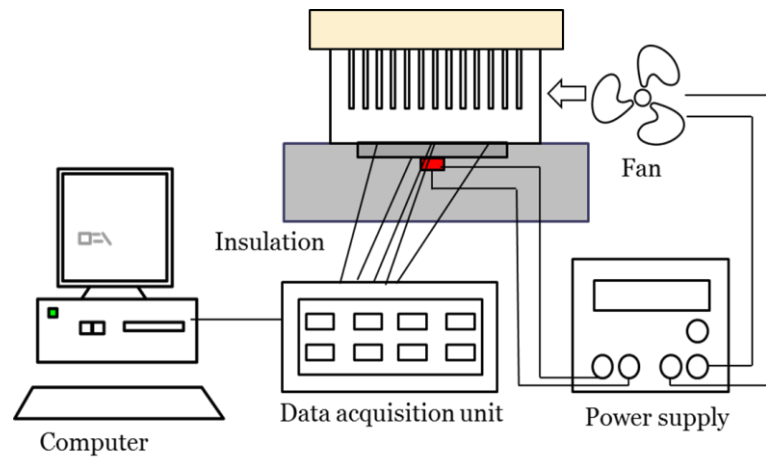 Fan
Insulation
Data acquisition unit
Power supply
Computer